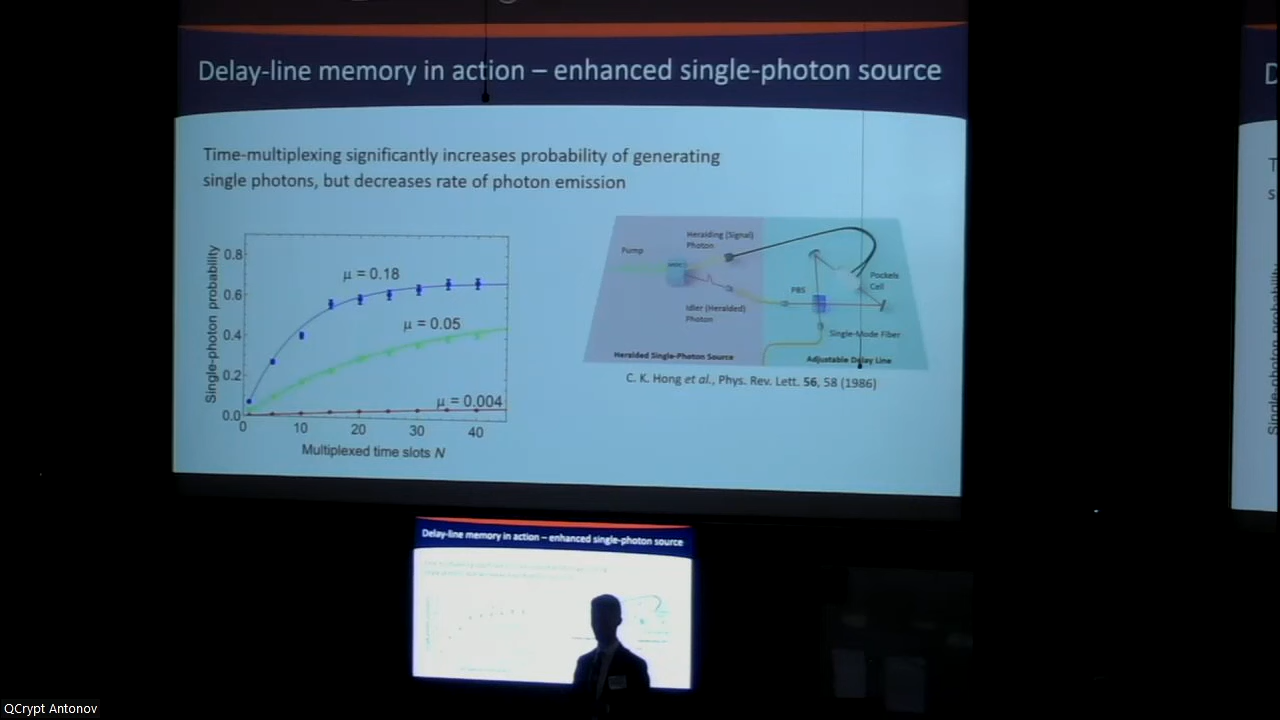 Delay-line memory in action – enhanced single-photon source
Time-multiplexing significantly increases probability of generating
single photons, but decreases rate of photon emission
Single-photon probability
0.8
0.6
0.4
0.2
0.0
μ = 0.18
μ = 0.05
μ = 0.004
0
10
20
30
40
Multiplexed time slots N
Pump
Heralding (Signal)
Photon
Idler (Heralded)
Photon
Heralded Single-Photon Source
PBS
Pockels
Cell
Single-Mode Fiber
Adjustable Delay Line
C. K. Hong et al., Phys. Rev. Lett. 56, 58 (1986)
Delay-line memory in action – enhanced single-photon source
QCrypt Antonov